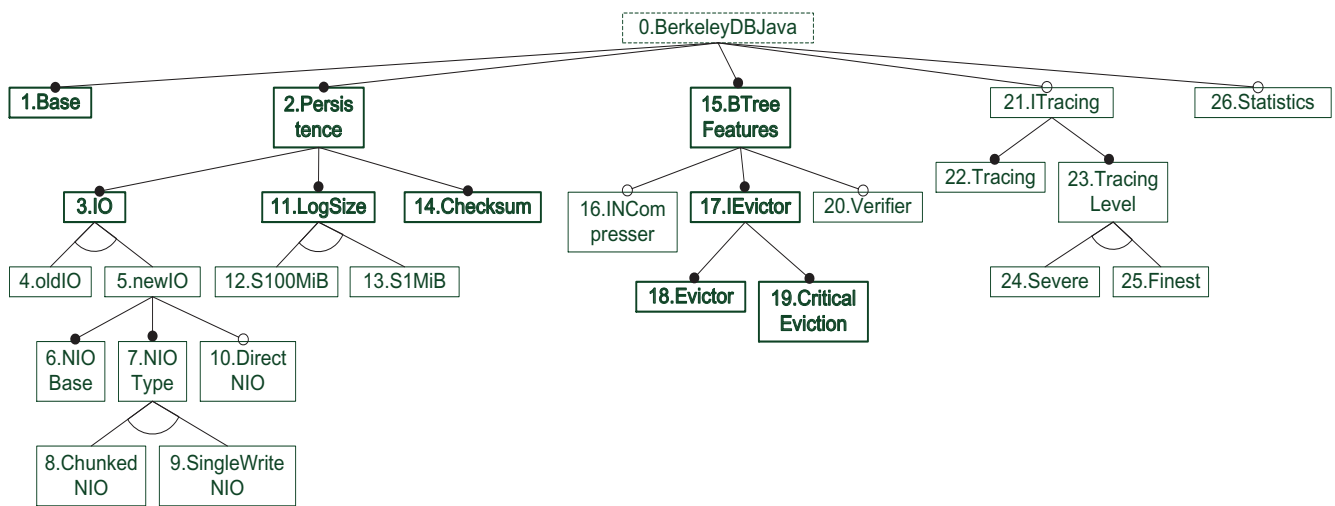 0.BerkeleyDBJava
1.Base
2.Persis
tence
15.BTree
Features
21.ITracing
26.Statistics
3.IO
11.LogSize
14.Checksum
16.INCom
presser
17.IEvictor
20.Verifier
22.Tracing
23.Tracing
Level
4.oldIO
5.newIO
12.S100MiB
13.S1MiB
18.Evictor
19.Critical
Eviction
24.Severe
25.Finest
6.NIO
Base
7.NIO
Type
10.Direct
NIO
8.Chunked
NIO
9.SingleWrite
NIO